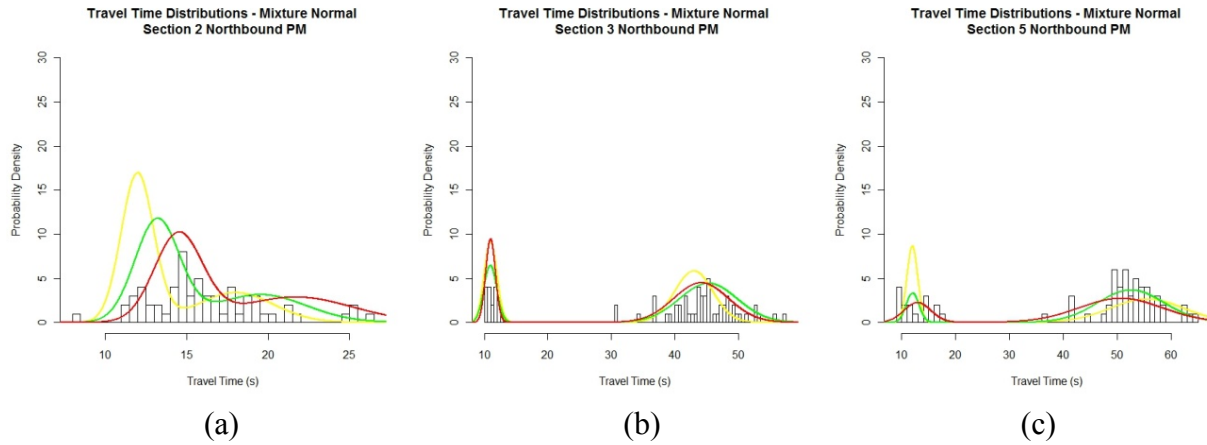 Travel Time Distributions - Mixture Normal
Section 2 Northbound PM
Probability Density
30
25
20
15
10
5
0
10 15 20 25
Travel Time (s)
(a)
Travel Time Distributions - Mixture Normal
Section 3 Northbound PM
Probability Density
30
25
20
15
10
5
0
10 20 30 40 50
Travel Time (s)
(b)
Travel Time Distributions - Mixture Normal
Section 5 Northbound PM
Probability Density
30
25
20
15
10
5
0
10 20 30 40 50 60
Travel Time (s)
(c)